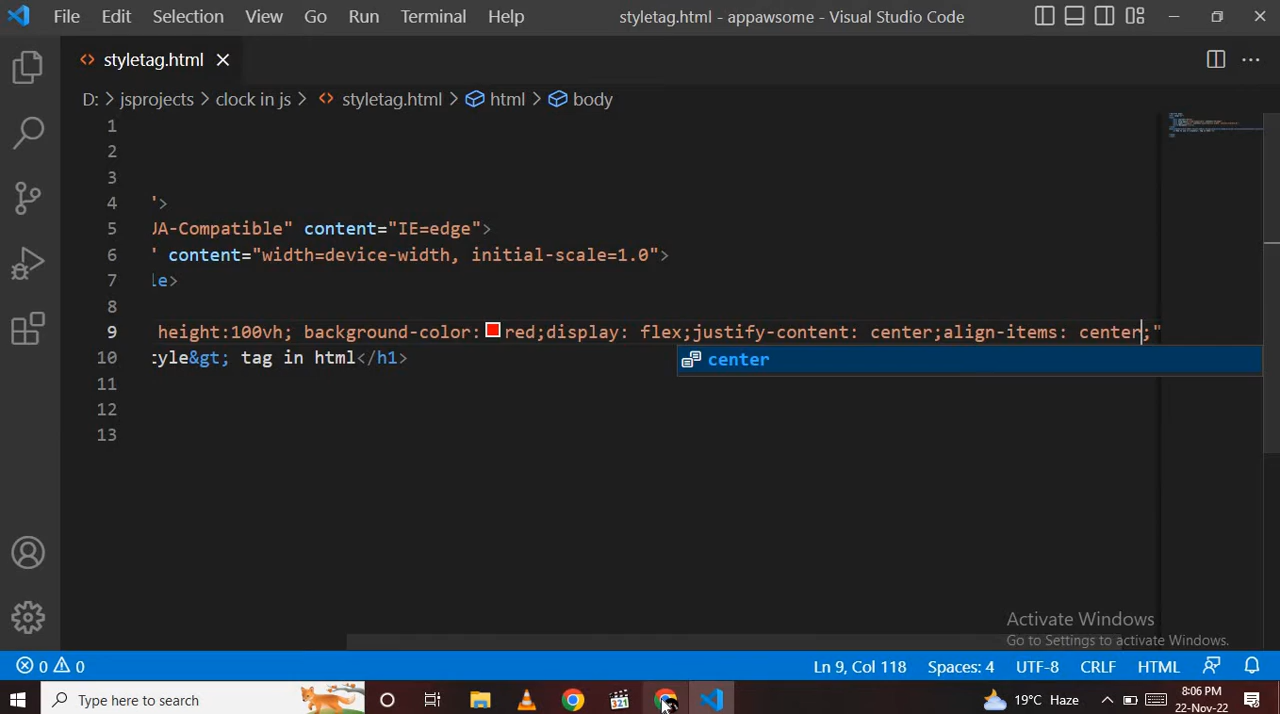 File Edit Selection View Go Run Terminal Help styletag.html - appawsome - Visual Studio Code
styletag.html
D: > jsprojects > clock in js > styletag.html > html > body
1
2
3
4 '>
5 JA-Compatible" content="IE=edge">
6 " content="width=device-width, initial-scale=1.0">
7 le>
8
9 height:100vh; background-color: red;display: flex;justify-content: center;align-items: center;"
center
10 tyle&gt; tag in html</h1>
11
12
13
Activate Windows
Go to Settings to activate Windows.
0 0 Ln 9, Col 118 Spaces: 4 UTF-8 CRLF HTML
Type here to search 321 19°C Haze 8:06 PM
22-Nov-22